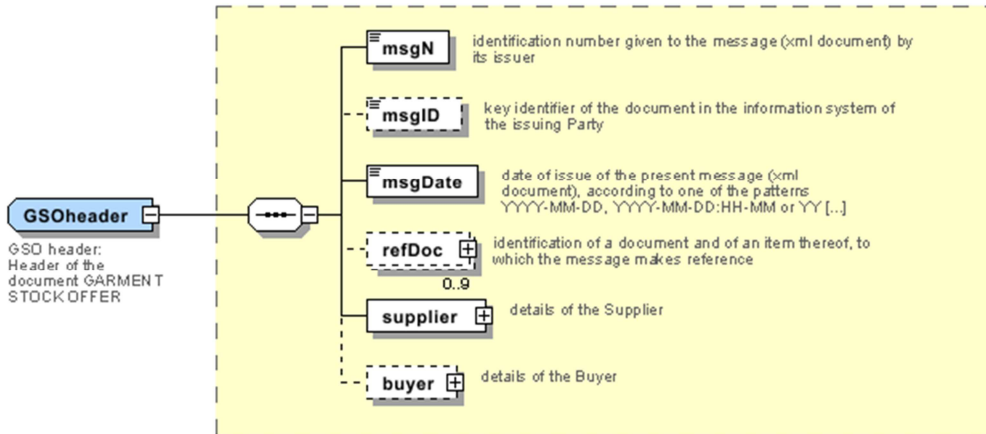 msgN
identification number given to the message (xml document) by
its issuer
msgID
key identifier of the document in the information system of
the issuing Party
msgDate
date of issue of the present message (xml
document), according to one of the patterns
YYYY-MM-DD, YYYY-MM-DD:HH-MM or YY [...]
GSOheader
GSO header:
Header of the
document GARMENT
STOCK OFFER
refDoc
identification of a document and of an item thereof, to
which the message makes reference
0..9
supplier
details of the Supplier
buyer
details of the Buyer